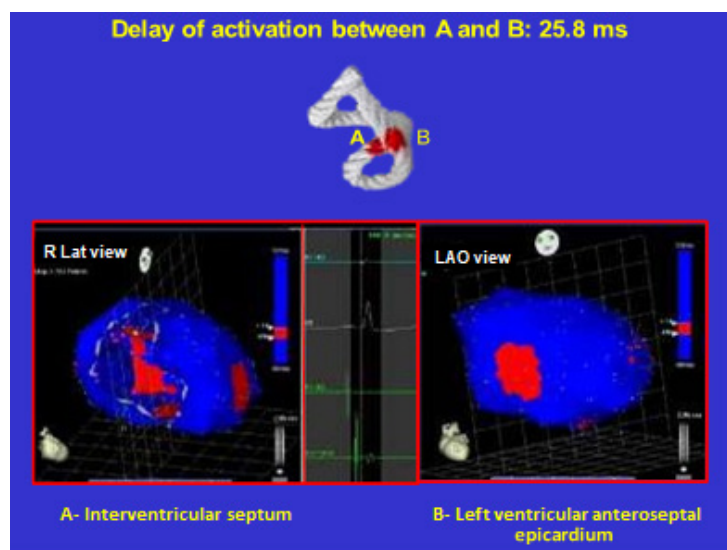 Delay of activation between A and B: 25.8 ms
A
B
R Lat view
LAO view
A- Interventricular septum
B- Left ventricular anteroseptal
epicardium